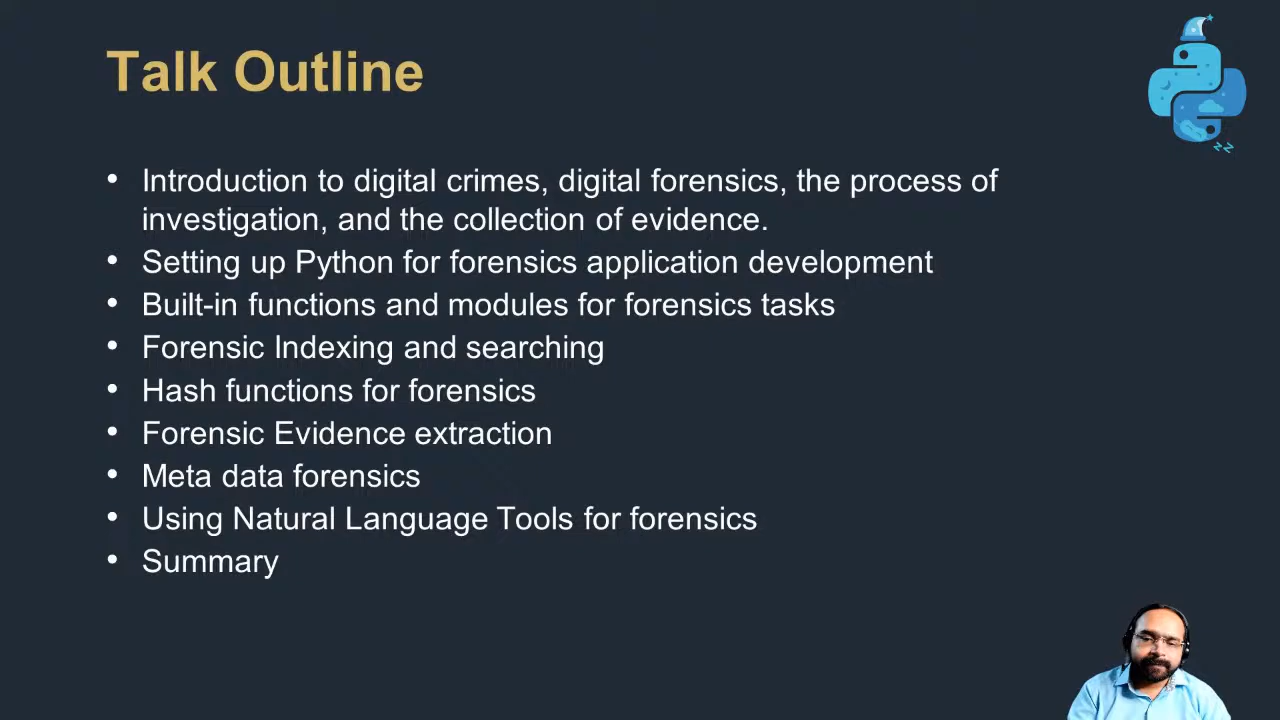 Talk Outline
• Introduction to digital crimes, digital forensics, the process of
investigation, and the collection of evidence.
• Setting up Python for forensics application development
• Built-in functions and modules for forensics tasks
• Forensic Indexing and searching
• Hash functions for forensics
• Forensic Evidence extraction
• Meta data forensics
• Using Natural Language Tools for forensics
• Summary
zz